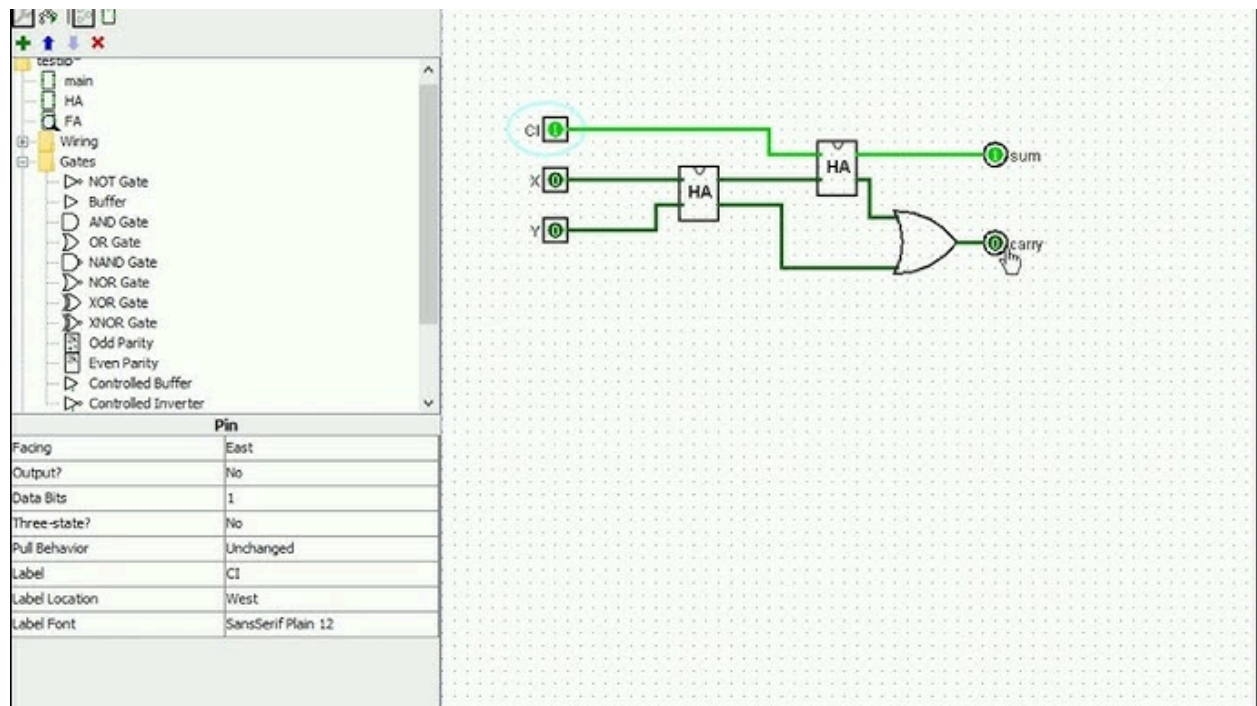 testlib*
main
HA
FA
Wiring
Gates
NOT Gate
Buffer
AND Gate
OR Gate
NAND Gate
NOR Gate
XOR Gate
XNOR Gate
Odd Parity
Even Parity
Controlled Buffer
Controlled Inverter
Pin
Facing East
Output? No
Data Bits 1
Three-state? No
Pull Behavior Unchanged
Label CI
Label Location West
Label Font SansSerif Plain 12
CI 1
X 0
Y 0
HA
HA
1 sum
0 carry